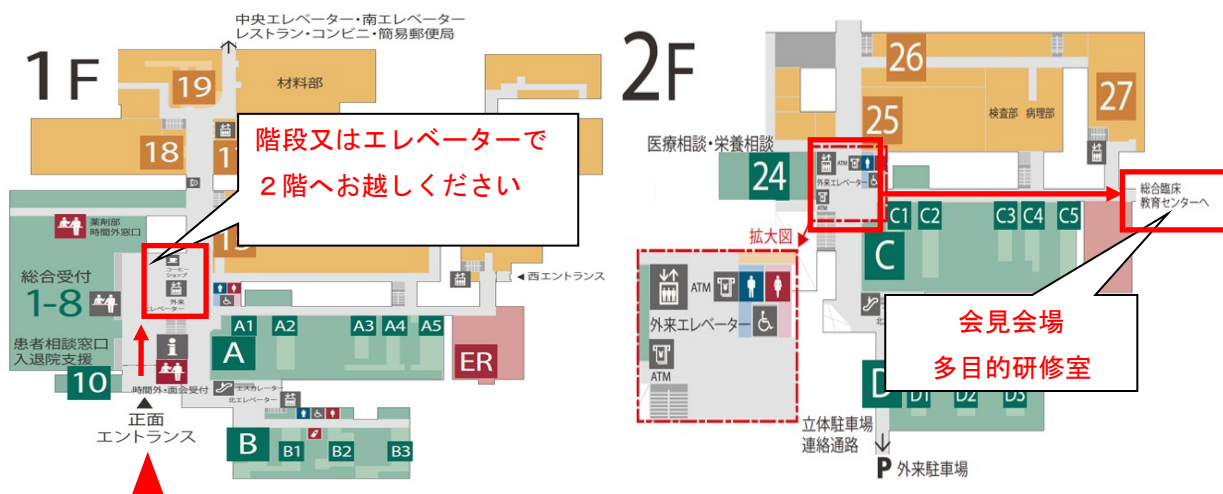 中央エレベーター・南エレベーター
レストラン・コンビニ・簡易郵便局
1F
19
材料部
18
階段又はエレベーターで
２階へお越しください
薬剤部
時間外窓口
総合受付
1-8
コーヒー
ショップ
外来
エレベーター
西エントランス
患者相談窓口
入退院支援
10
時間外・面会受付
正面
エントランス
A1 A2 A3 A4 A5
A
ER
エスカレーター
北エレベーター
B
B1 B2 B3
2F
26
25
検査部 病理部
27
医療相談・栄養相談
24
ATM
外来エレベーター
ATM
総合臨床
教育センターへ
C1 C2 C3 C4 C5
C
拡大図
ATM
外来エレベーター
ATM
会見会場
多目的研修室
D
D1 D2 D3
立体駐車場
連絡通路
P 外来駐車場